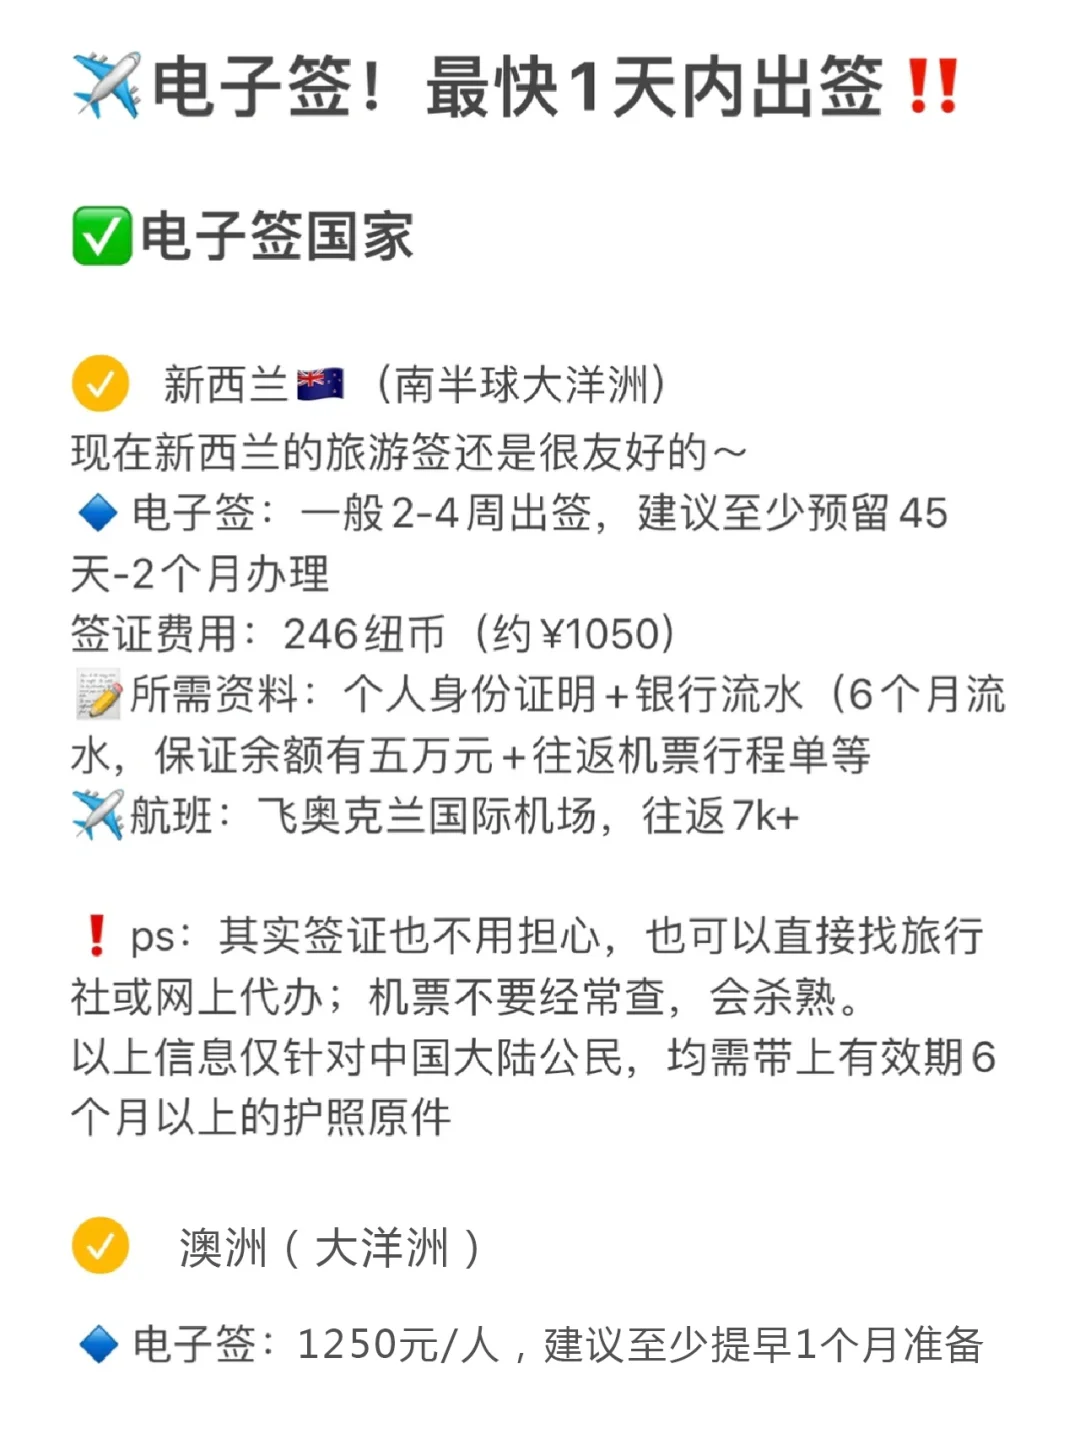 ✈️电子签！最快1天内出签‼️
✅电子签国家
新西兰🇳🇿（南半球大洋洲）
现在新西兰的旅游签还是很友好的～
🔹电子签：一般2-4周出签，建议至少预留45
天-2个月办理
签证费用：246纽币（约¥1050）
📝所需资料：个人身份证明+银行流水（6个月流
水，保证余额有五万元+往返机票行程单等
✈️航班：飞奥克兰国际机场，往返7k+
❗ps：其实签证也不用担心，也可以直接找旅行
社或网上代办；机票不要经常查，会杀熟。
以上信息仅针对中国大陆公民，均需带上有效期6
个月以上的护照原件
澳洲（大洋洲）
🔹电子签：1250元/人，建议至少提早1个月准备